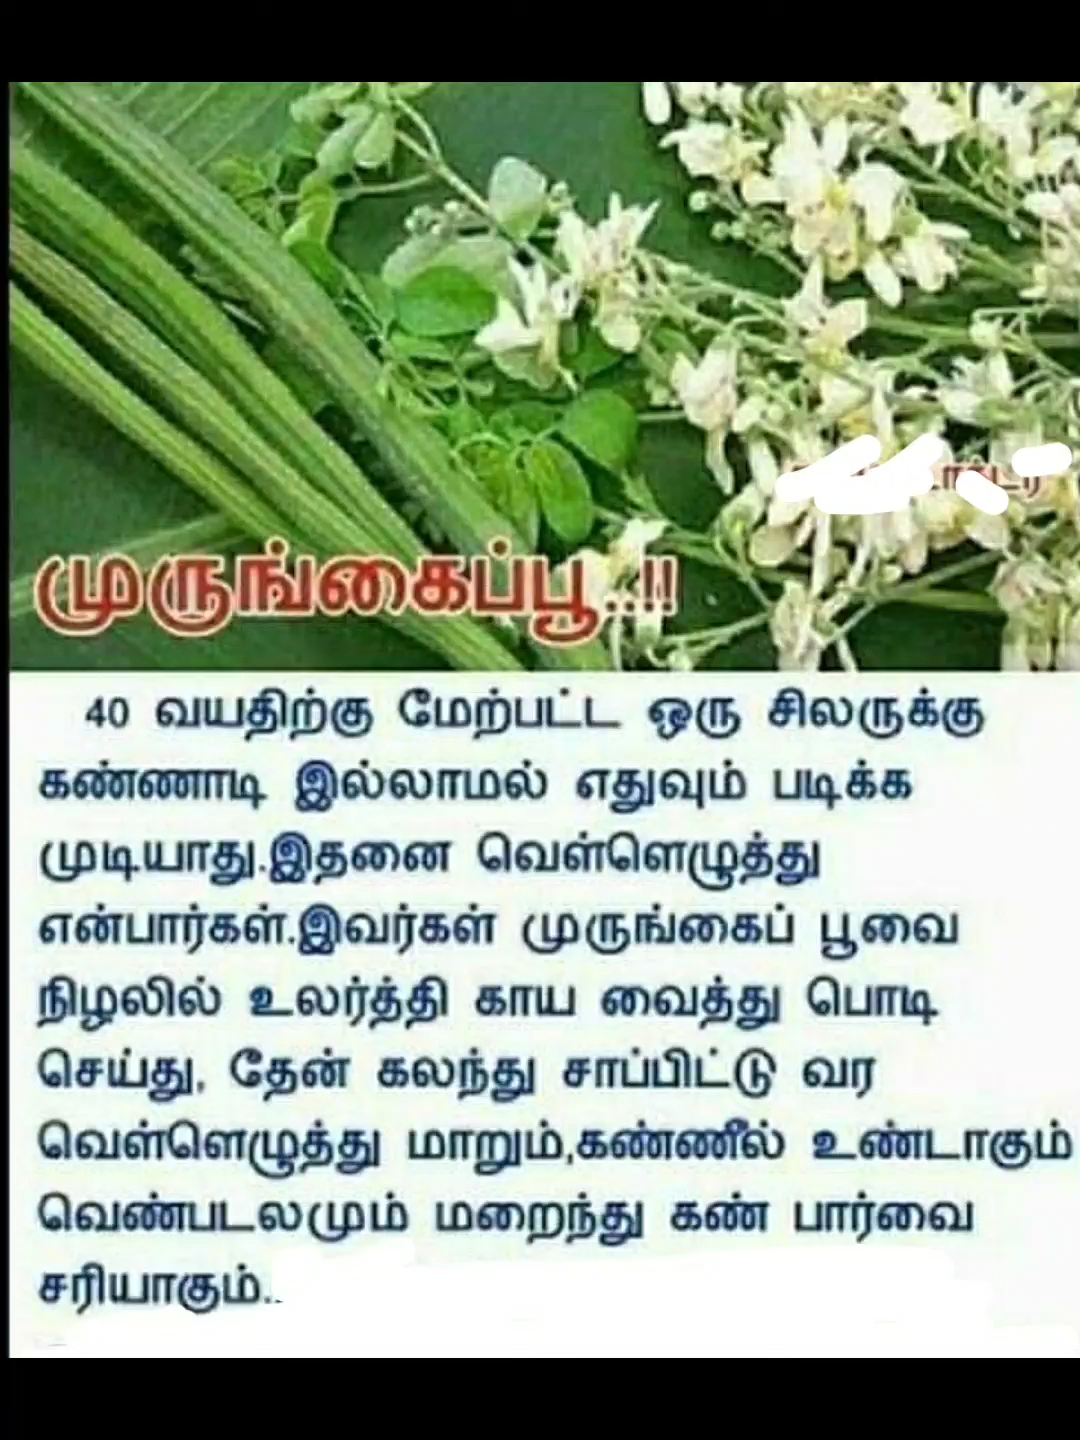 முருங்கைப்பூ..!!
40 வயதிற்கு மேற்பட்ட ஒரு சிலருக்கு
கண்ணாடி இல்லாமல் எதுவும் படிக்க
முடியாது.இதனை வெள்ளெழுத்து
என்பார்கள்.இவர்கள் முருங்கைப் பூவை
நிழலில் உலர்த்தி காய வைத்து பொடி
செய்து, தேன் கலந்து சாப்பிட்டு வர
வெள்ளெழுத்து மாறும்,கண்ணீல் உண்டாகும்
வெண்படலமும் மறைந்து கண் பார்வை
சரியாகும்..